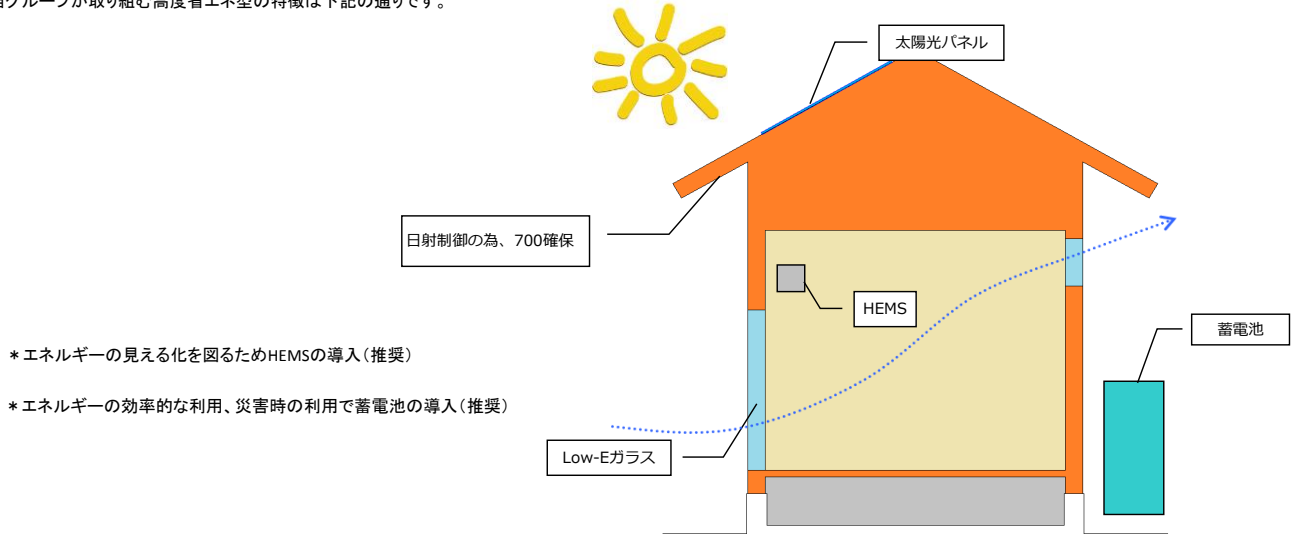 グループが取り組む高度省エネ型の特徴は下記の通りです。
太陽光パネル
日射制御の為、700確保
HEMS
蓄電池
*エネルギーの見える化を図るためHEMSの導入(推奨)
*エネルギーの効率的な利用、災害時の利用で蓄電池の導入(推奨)
Low-Eガラス